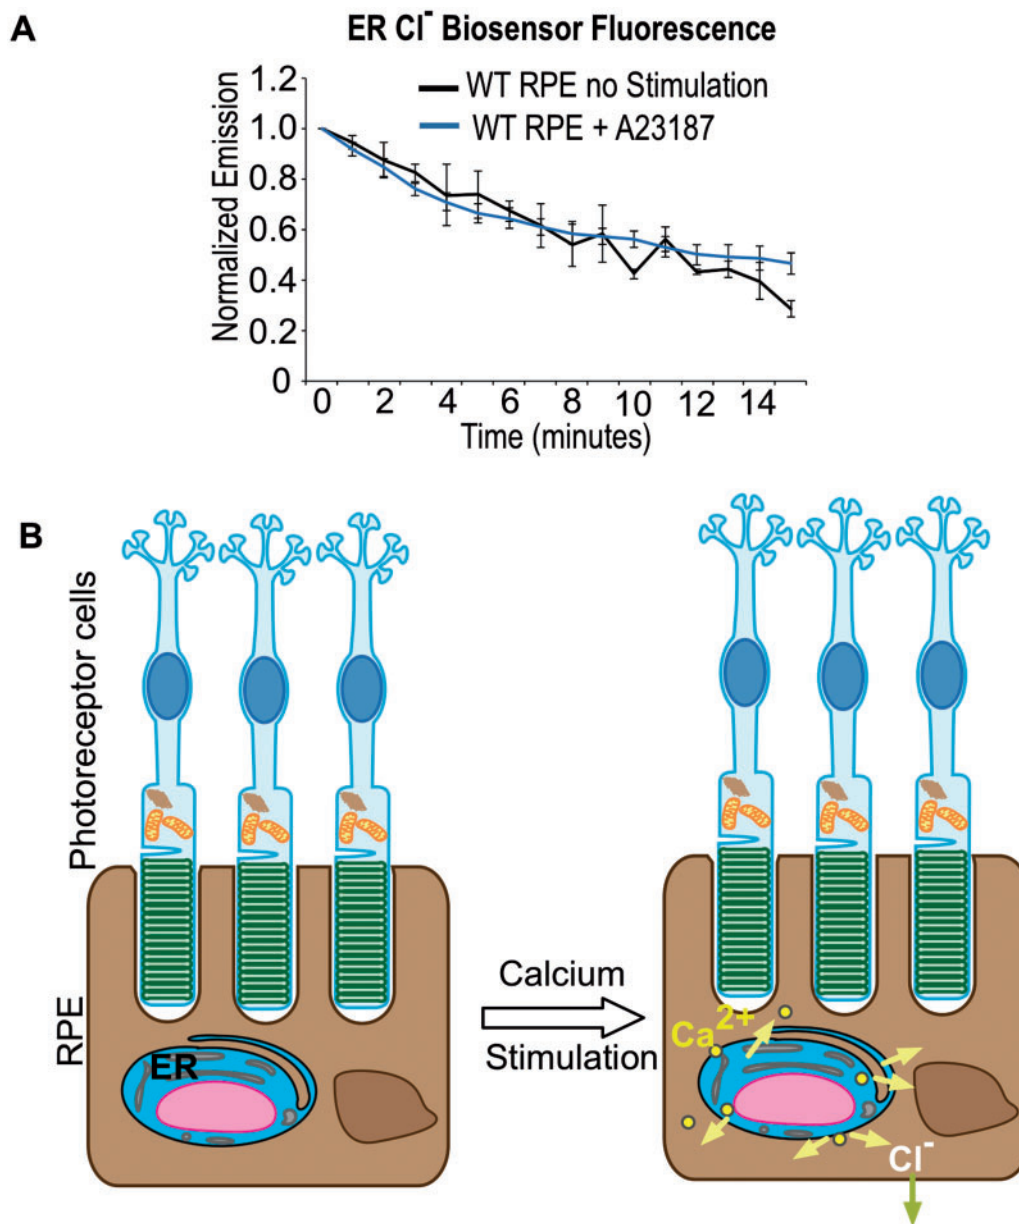 A
ER Cl⁻ Biosensor Fluorescence
WT RPE no Stimulation
WT RPE + A23187
Normalized Emission
1.2
1.0
0.8
0.6
0.4
0.2
0
0 2 4 6 8 10 12 14
Time (minutes)
B
Photoreceptor cells
RPE
ER
Calcium
Stimulation
Ca²⁺
Cl⁻